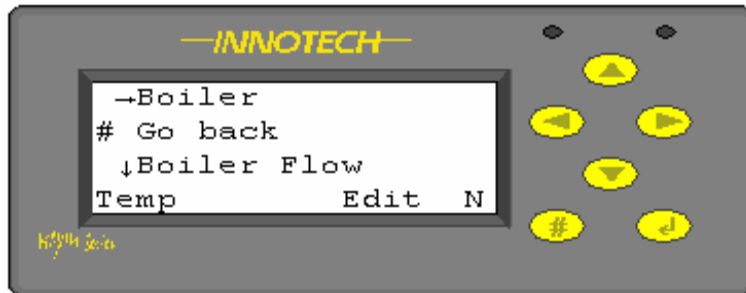 INNOTECH
→Boiler
# Go back
↓Boiler Flow
Temp Edit N
#